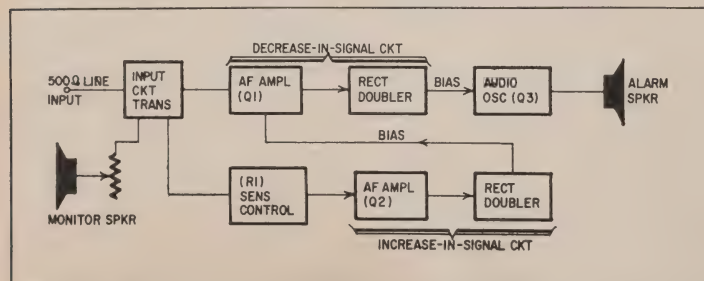 DECREASE-IN-SIGNAL CKT
500Ω LINE
INPUT
INPUT
CKT
TRANS
AF AMPL
(Q1)
RECT
DOUBLER
BIAS
AUDIO
OSC (Q3)
ALARM
SPKR
BIAS
MONITOR SPKR
(R1)
SENS
CONTROL
AF AMPL
(Q2)
RECT
DOUBLER
INCREASE-IN-SIGNAL CKT